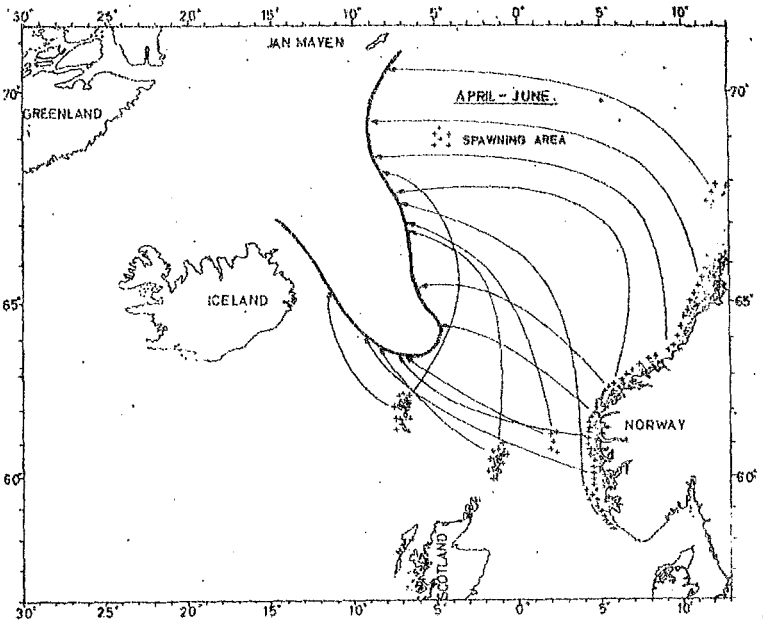 30° 25° 20° 15° 10° 5° 0° 5° 10°
JAN MAYEN
70°
70°
GREENLAND
APRIL - JUNE.
SPAWNING AREA
65°
65°
ICELAND
NORWAY
60°
60°
SCOTLAND
30° 25° 20° 15° 10° 5° 0° 5° 10°